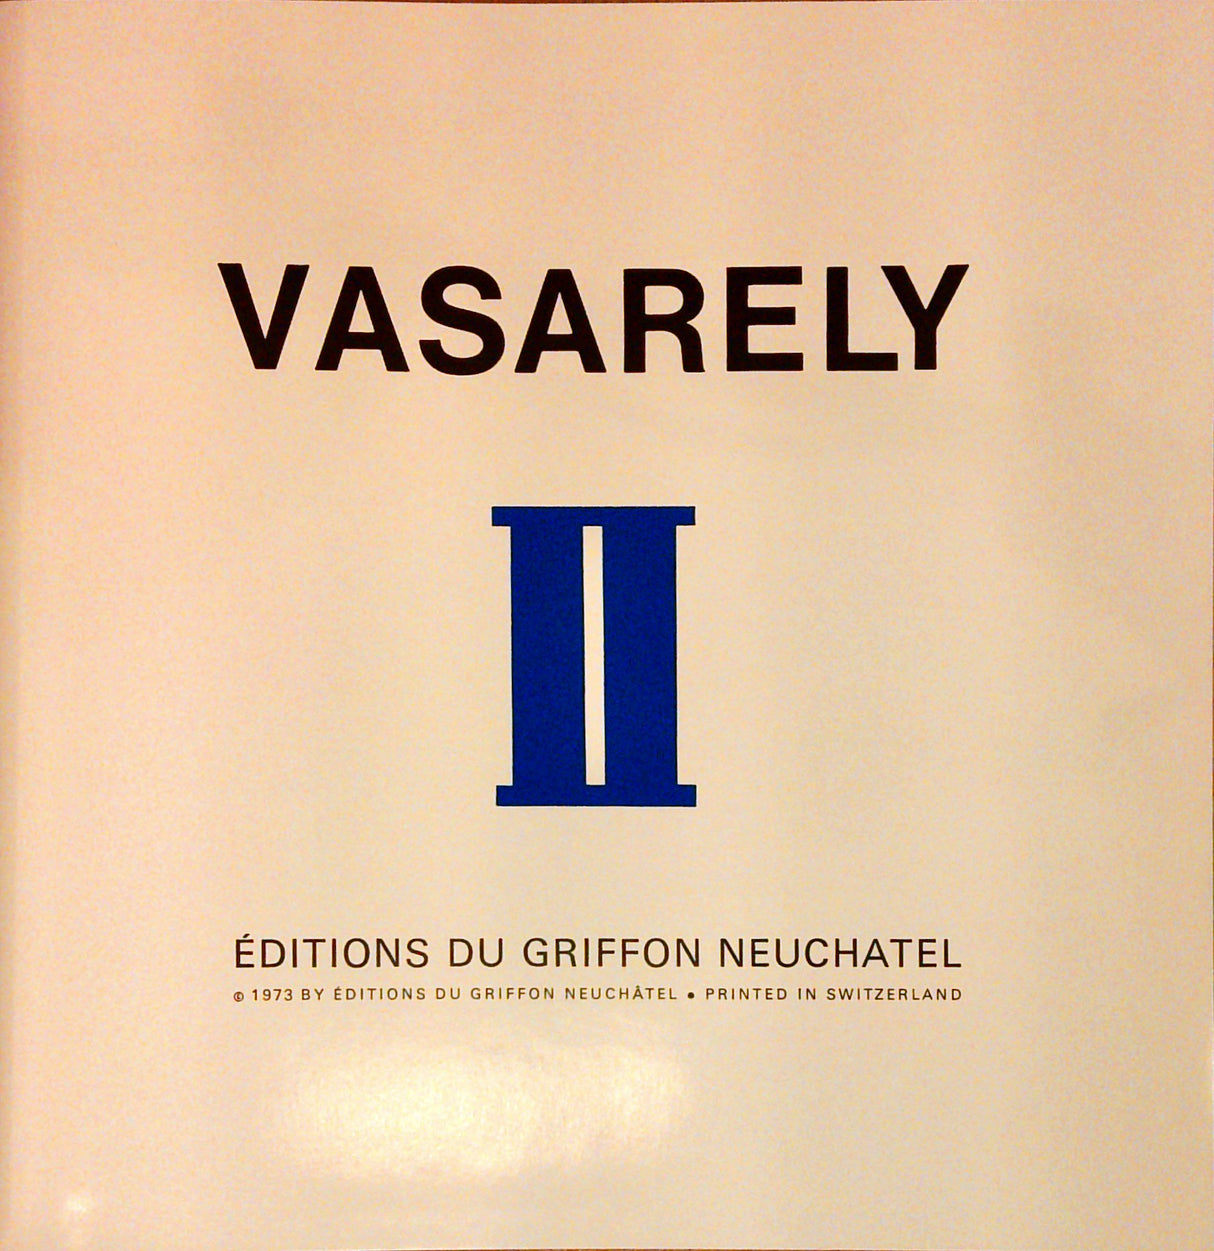 VASARELY
II
ÉDITIONS DU GRIFFON NEUCHATEL
© 1973 BY ÉDITIONS DU GRIFFON NEUCHÂTEL • PRINTED IN SWITZERLAND